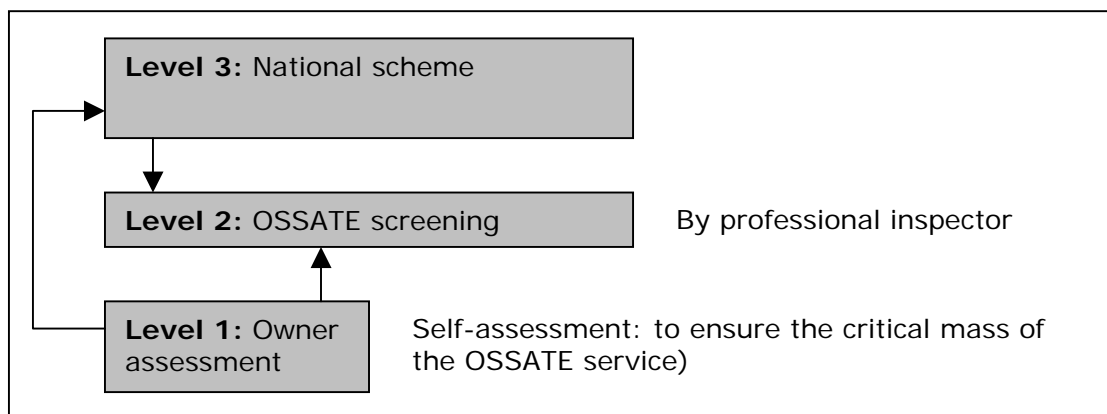 Level 3: National scheme
Level 2: OSSATE screening
By professional inspector
Level 1: Owner
assessment
Self-assessment: to ensure the critical mass of
the OSSATE service)